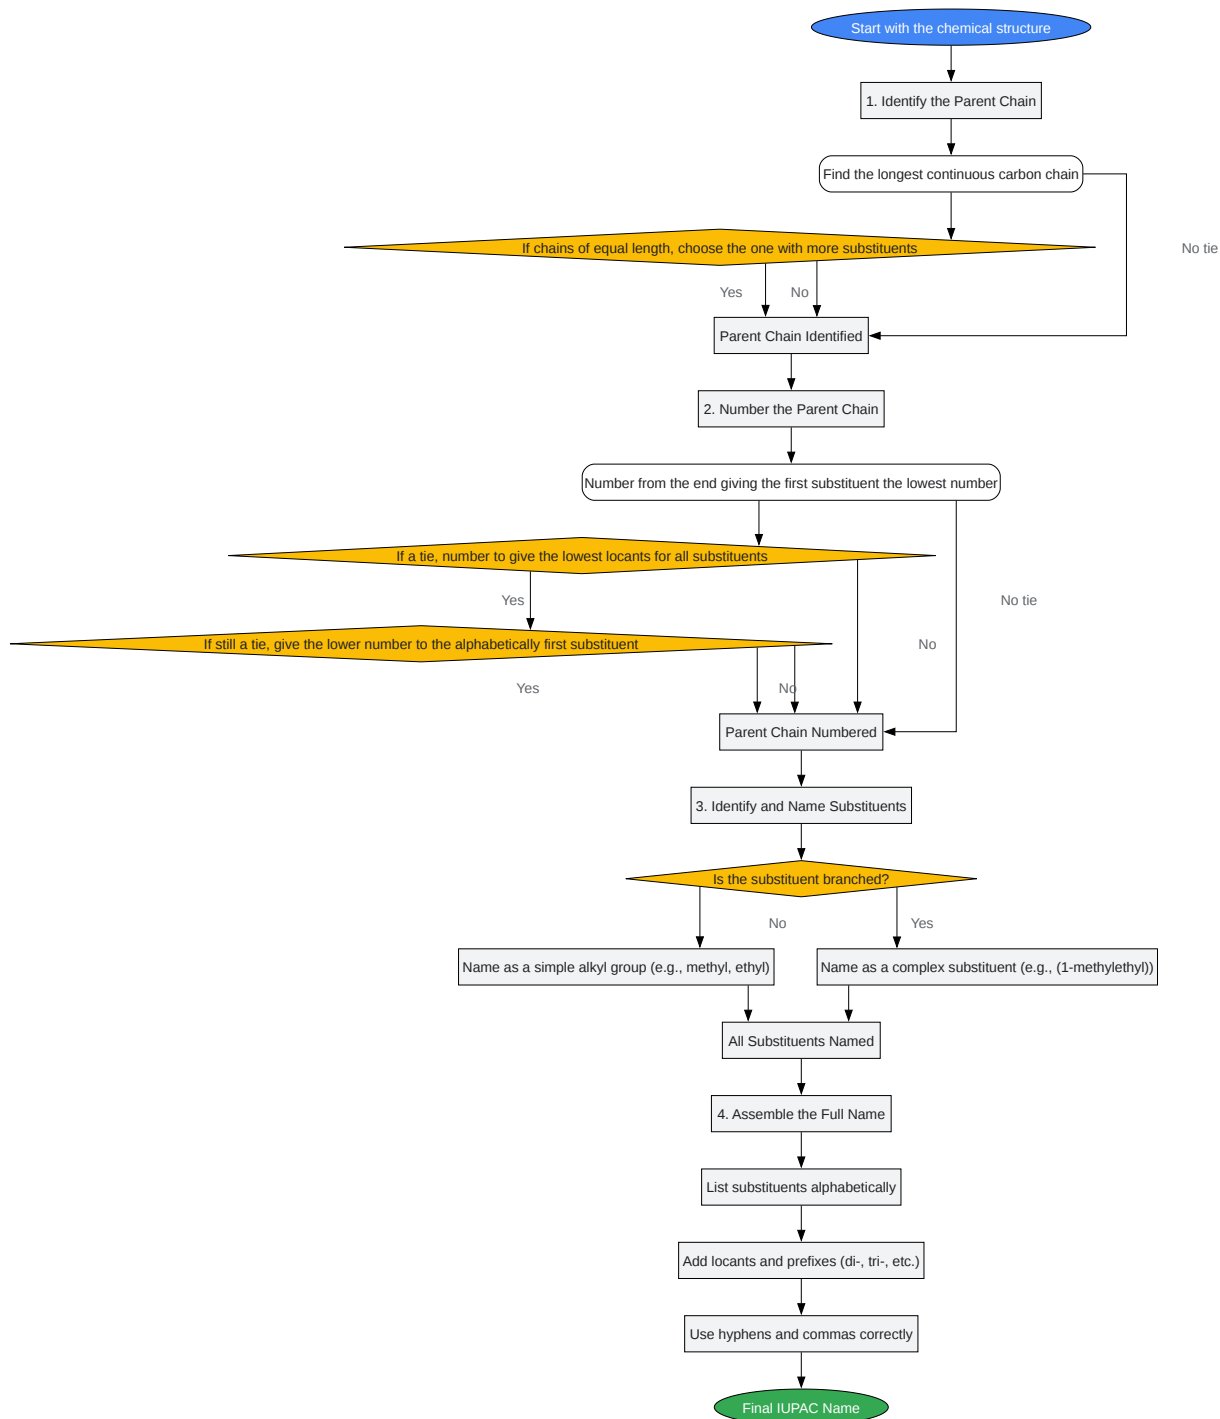 Start with the chemical structure
1. Identify the Parent Chain
Find the longest continuous carbon chain
If chains of equal length, choose the one with more substituents
No tie
Yes
No
Parent Chain Identified
2. Number the Parent Chain
Number from the end giving the first substituent the lowest number
If a tie, number to give the lowest locants for all substituents
Yes
No tie
If still a tie, give the lower number to the alphabetically first substituent
No
Yes
No
Parent Chain Numbered
3. Identify and Name Substituents
Is the substituent branched?
No
Yes
Name as a simple alkyl group (e.g., methyl, ethyl)
Name as a complex substituent (e.g., (1-methylethyl))
All Substituents Named
4. Assemble the Full Name
List substituents alphabetically
Add locants and prefixes (di-, tri-, etc.)
Use hyphens and commas correctly
Final IUPAC Name